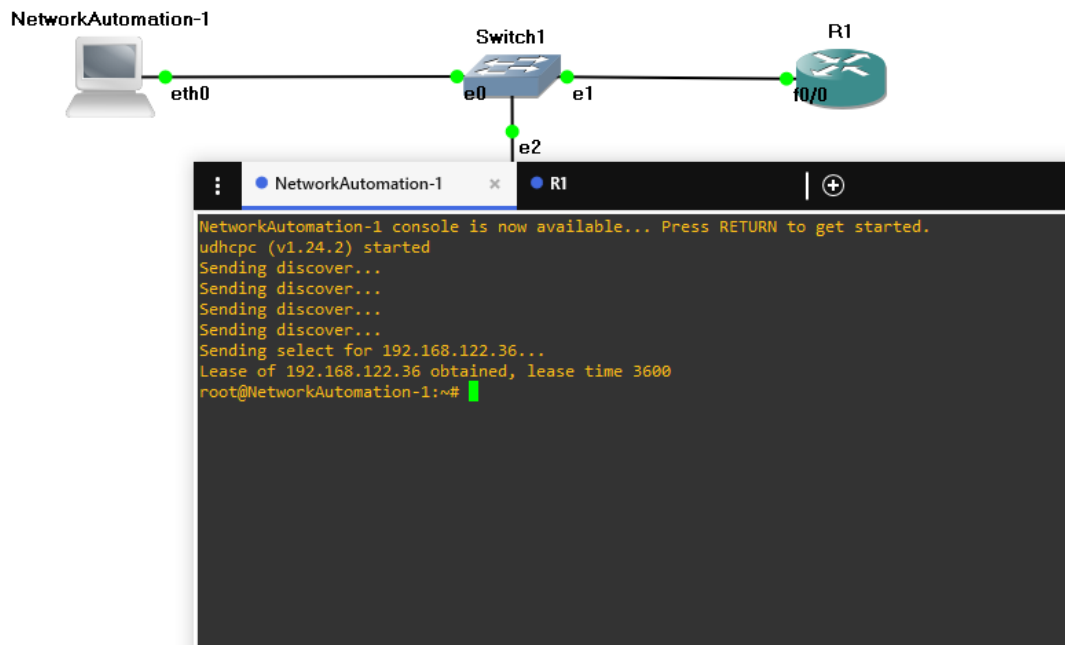 NetworkAutomation-1
Switch1
R1
eth0
e0
e1
f0/0
e2
NetworkAutomation-1 × R1
NetworkAutomation-1 console is now available... Press RETURN to get started.
udhcpc (v1.24.2) started
Sending discover...
Sending discover...
Sending discover...
Sending discover...
Sending select for 192.168.122.36...
Lease of 192.168.122.36 obtained, lease time 3600
root@NetworkAutomation-1:~#